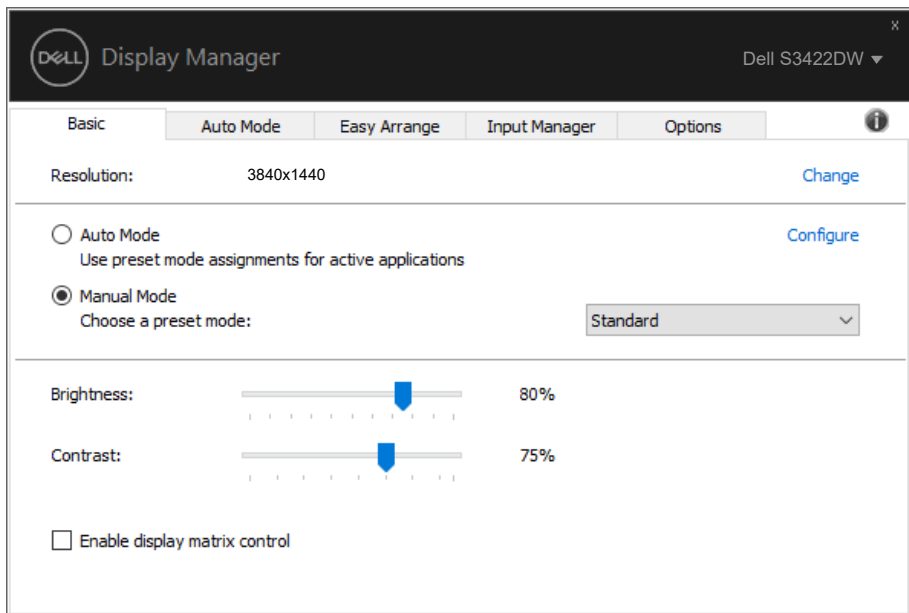 x
DELL Display Manager Dell S3422DW
Basic Auto Mode Easy Arrange Input Manager Options i
Resolution: 3840x1440 Change
Auto Mode Configure
Use preset mode assignments for active applications
Manual Mode
Choose a preset mode: Standard
Brightness: 80%
Contrast: 75%
Enable display matrix control